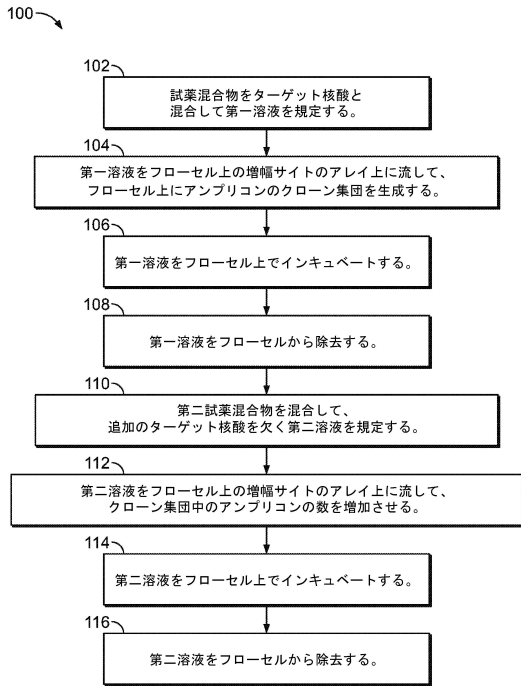 100
102
試薬混合物をターゲット核酸と
混合して第一溶液を規定する。
104
第一溶液をフローセル上の増幅サイトのアレイ上に流して、
フローセル上にアンプリコンのクローン集団を生成する。
106
第一溶液をフローセル上でインキュベートする。
108
第一溶液をフローセルから除去する。
110
第二試薬混合物を混合して、
追加のターゲット核酸を欠く第二溶液を規定する。
112
第二溶液をフローセル上の増幅サイトのアレイ上に流して、
クローン集団中のアンプリコンの数を増加させる。
114
第二溶液をフローセル上でインキュベートする。
116
第二溶液をフローセルから除去する。